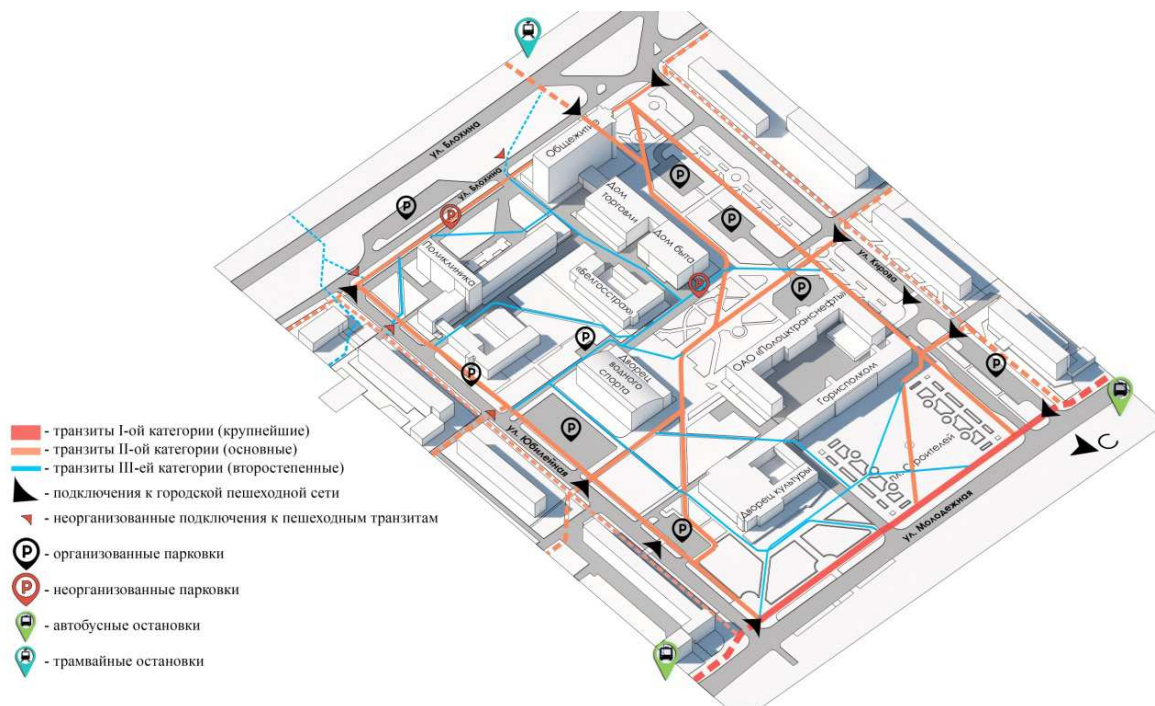 ул. Блохина
Общежитие
ул. Блохина
Дом
торговли
Дом быта
P
P
P
P
P
Поликлиника
«Белгосстрах»
P
ул. Кирова
P
ОАО «Полоцктранснефть»
P
P
Дворец
водного
спорта
Горисполком
P
P
ул. Юбилейная
пл. Строителей
С
Дворец культуры
ул. Молодежная
P
- транзиты I-ой категории (крупнейшие)
- транзиты II-ой категории (основные)
- транзиты III-ей категории (второстепенные)
- подключения к городской пешеходной сети
- неорганизованные подключения к пешеходным транзитам
P - организованные парковки
P - неорганизованные парковки
- автобусные остановки
- трамвайные остановки